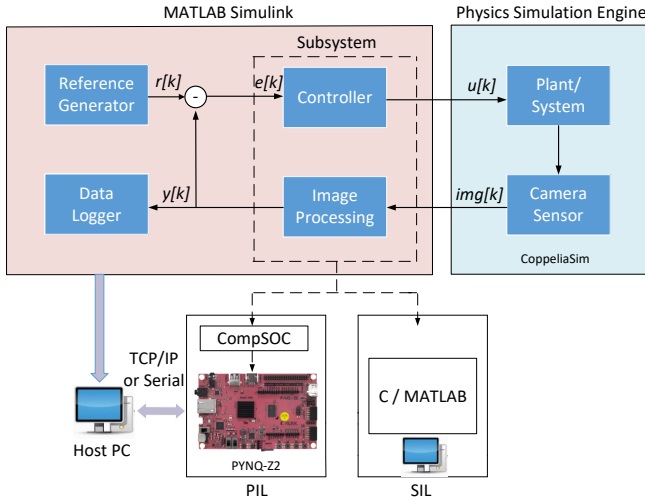 MATLAB Simulink
Physics Simulation Engine
Subsystem
Reference
Generator
r[k]
-
e[k]
Controller
u[k]
Plant/
System
Data
Logger
y[k]
Image
Processing
img[k]
Camera
Sensor
CoppeliaSim
CompSOC
TCP/IP
or Serial
C / MATLAB
Host PC
PYNQ-Z2
PIL
SIL